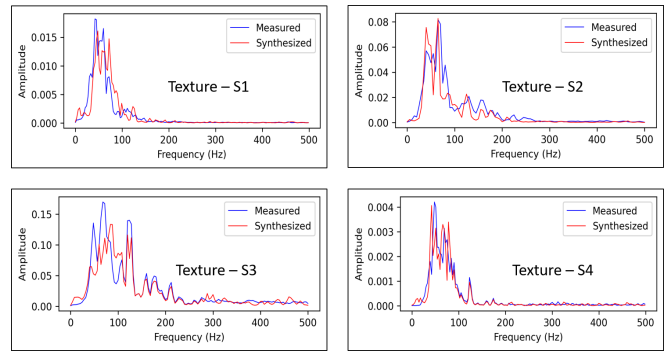 Measured
Synthesized
Texture – S1
0.015
0.010
0.005
0.000
Amplitude
0 100 200 300 400 500
Frequency (Hz)
Measured
Synthesized
Texture – S2
0.08
0.06
0.04
0.02
0.00
Amplitude
0 100 200 300 400 500
Frequency (Hz)
Measured
Synthesized
Texture – S3
0.15
0.10
0.05
0.00
Amplitude
0 100 200 300 400 500
Frequency (Hz)
Measured
Synthesized
Texture – S4
0.004
0.003
0.002
0.001
0.000
Amplitude
0 100 200 300 400 500
Frequency (Hz)